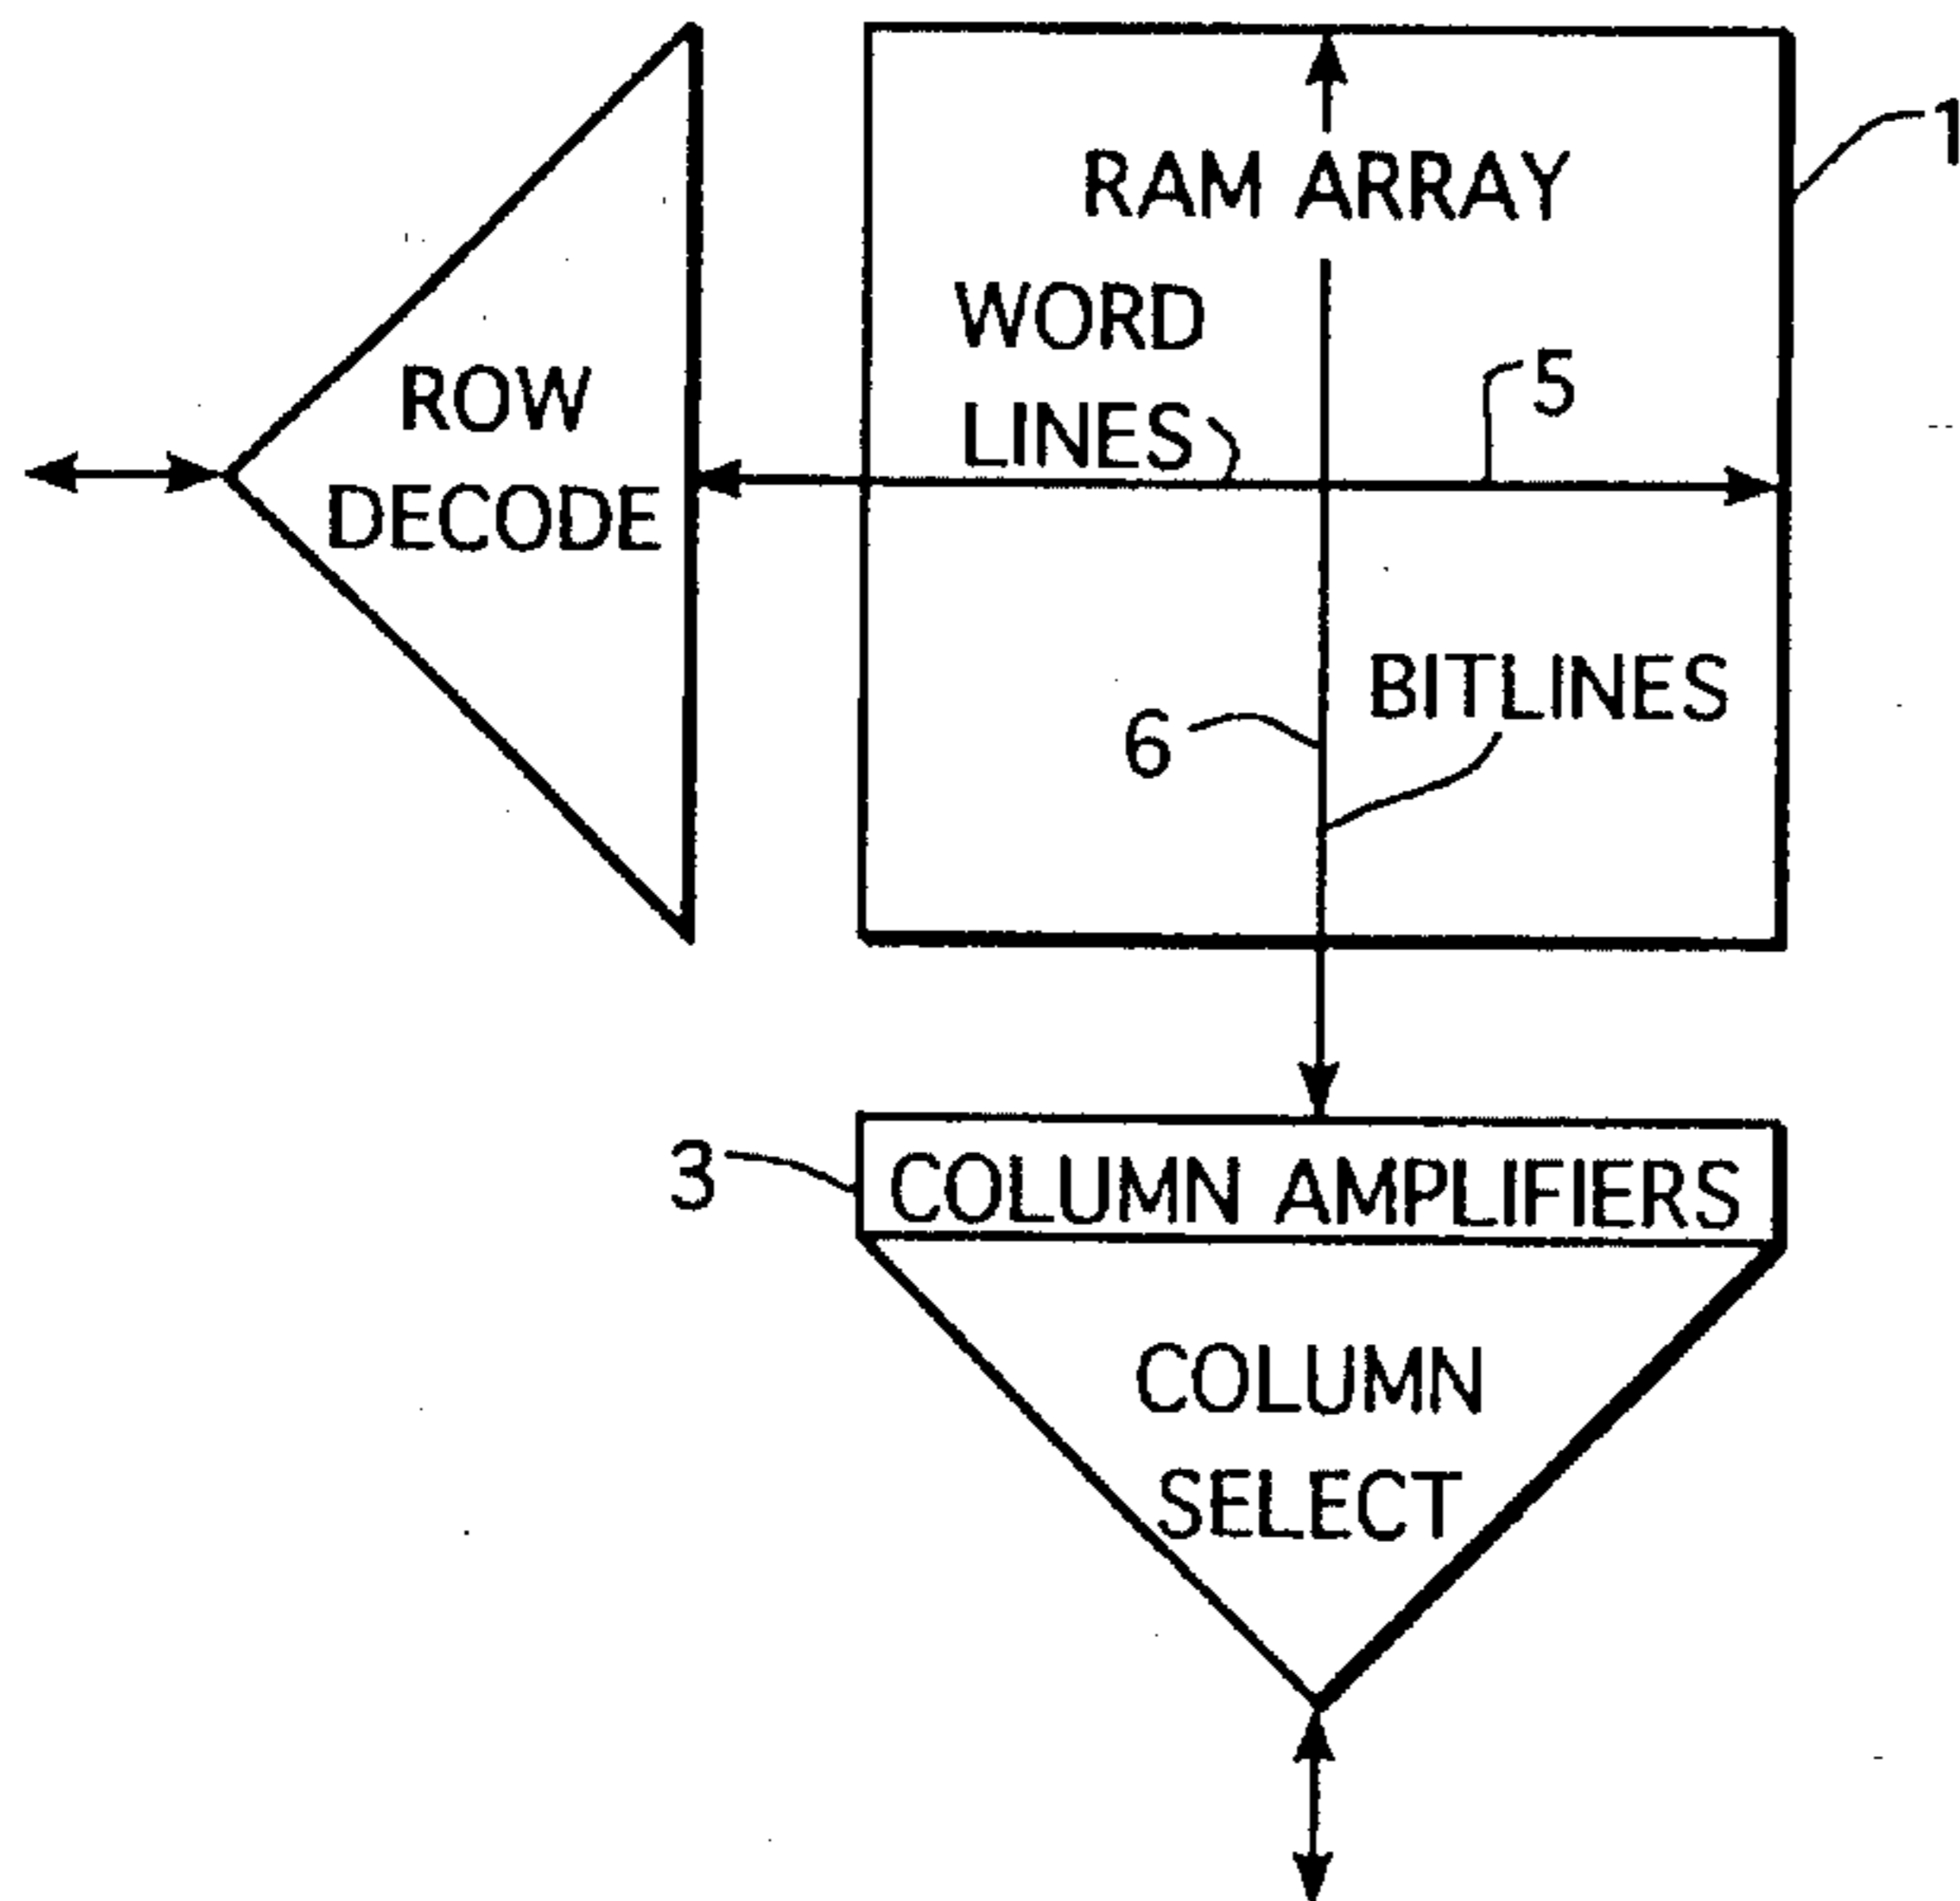 RAM ARRAY
1
WORD
LINES
5
ROW
DECODE
BITLINES
6
3
COLUMN AMPLIFIERS
COLUMN
SELECT